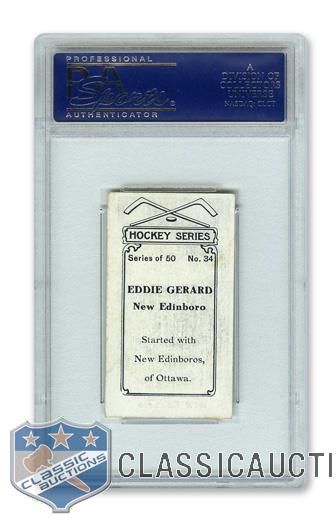 PROFESSIONAL
PSA
Sports
AUTHENTICATOR
A
DIVISION OF
COLLECTORS
UNIVERSE
NASDAQ: CLCT
HOCKEY SERIES
Series of 50 No. 34
EDDIE GERARD
New Edinboro
Started with
New Edinboros,
of Ottawa.
CLASSIC
AUCTIONS
CLASSICAUCTI